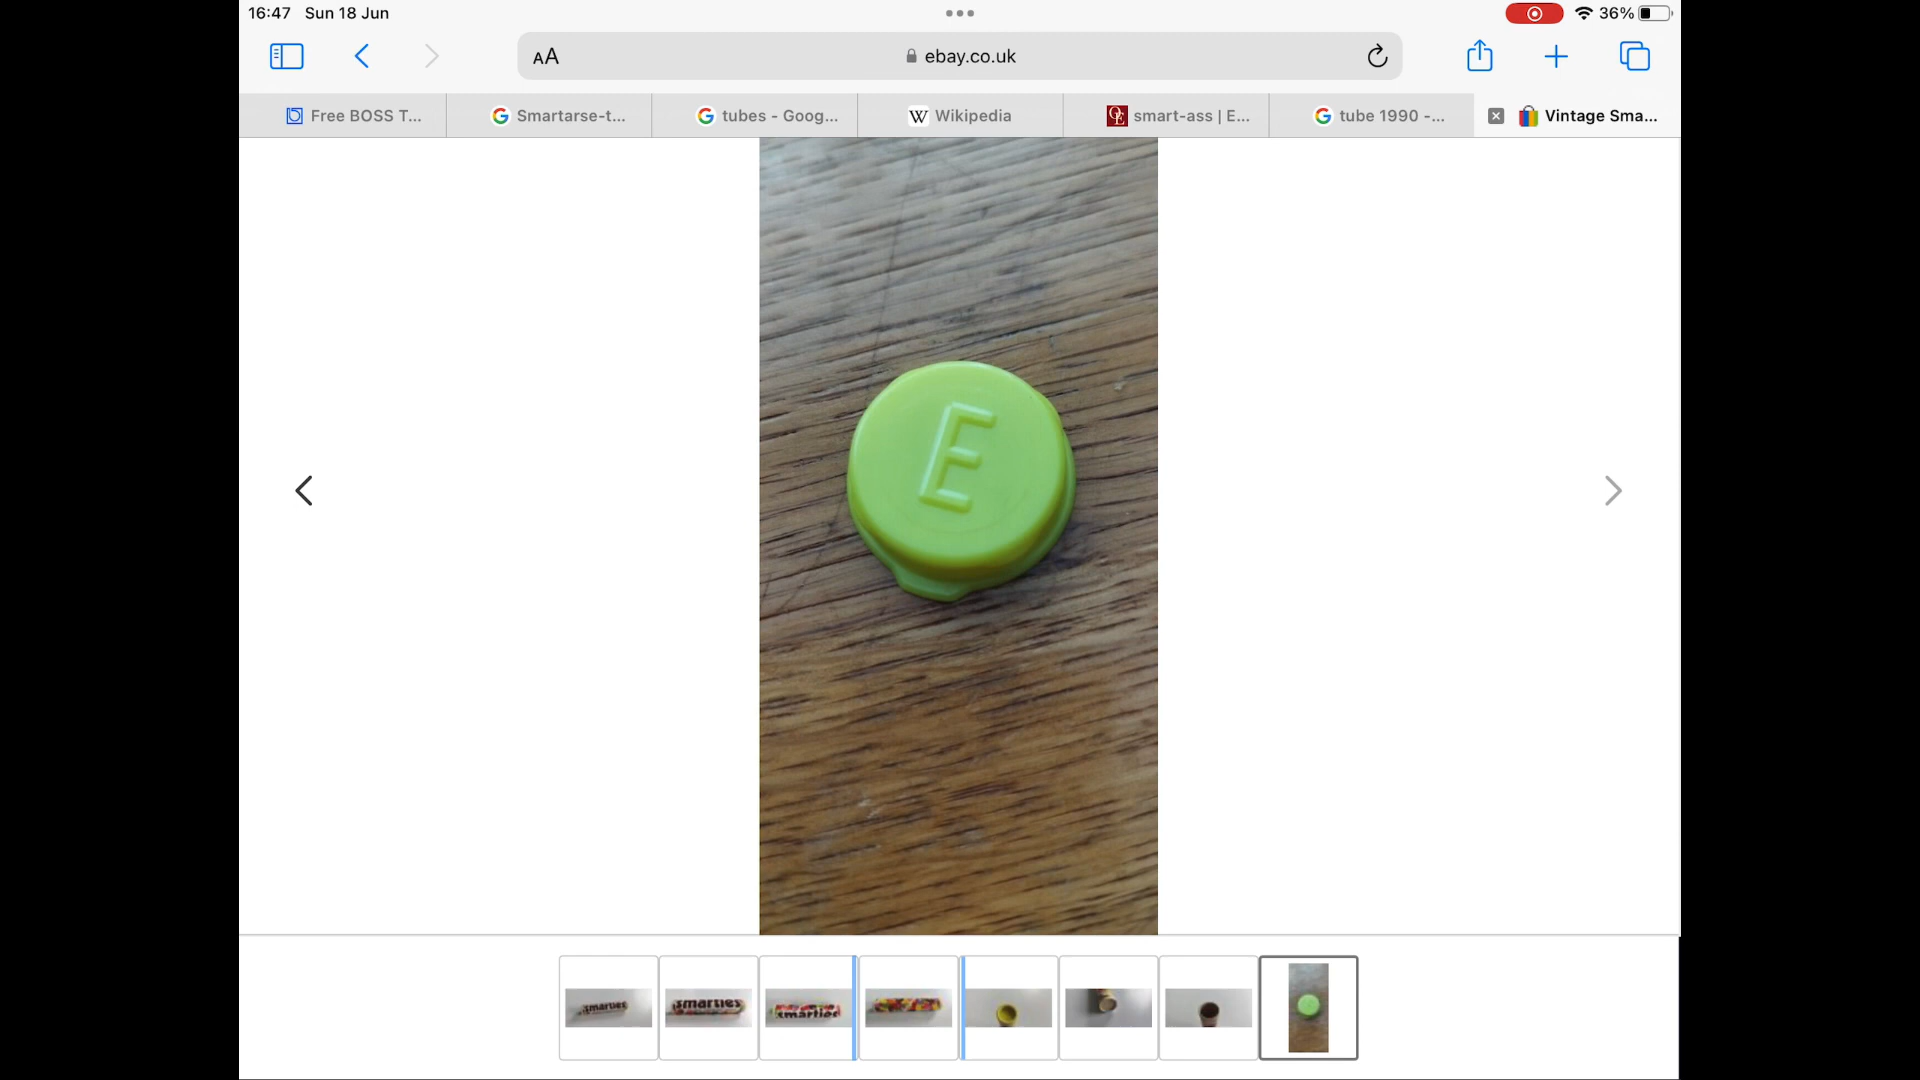 16:47 Sun 18 Jun
36%
AA
ebay.co.uk
Free BOSS T...
Smartarse-t...
tubes - Goog...
Wikipedia
smart-ass | E...
tube 1990 -...
Vintage Sma...
E
smarties
smarties
smarties